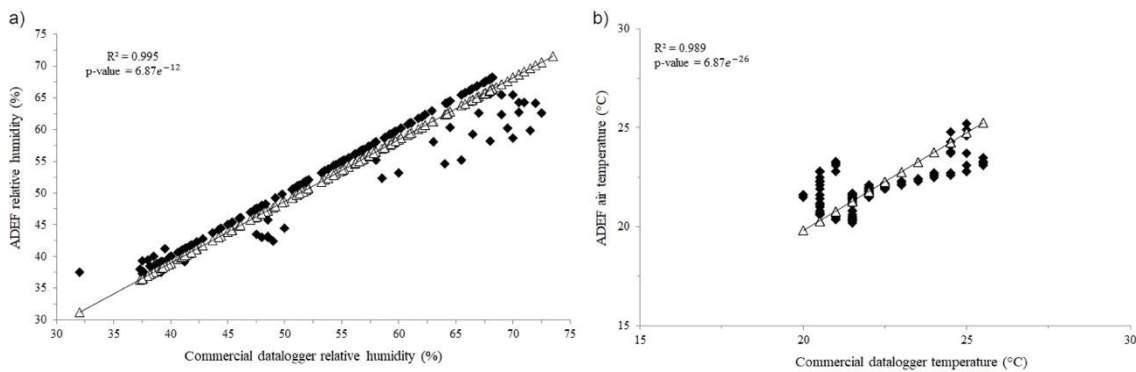 a)
R² = 0.995
p-value = 6.87e⁻¹²
75
70
65
60
55
50
45
40
35
30
ADEF relative humidity (%)
30 35 40 45 50 55 60 65 70 75
Commercial datalogger relative humidity (%)
b)
R² = 0.989
p-value = 6.87e⁻²⁶
30
25
20
15
ADEF air temperature (°C)
15 20 25 30
Commercial datalogger temperature (°C)